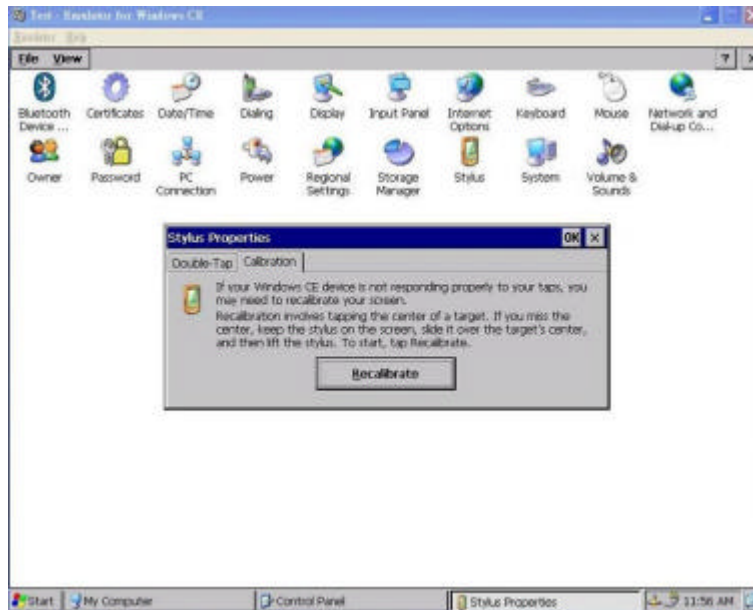 Test - Emulator for Windows CE
Emulator Help
File View ? ×
Bluetooth Device ...
Certificates
Date/Time
Dialing
Display
Input Panel
Internet Options
Keyboard
Mouse
Network and Dial-up Co...
Owner
Password
PC Connection
Power
Regional Settings
Storage Manager
Stylus
System
Volume & Sounds
Stylus Properties OK ×
Double-Tap Calibration
If your Windows CE device is not responding properly to your taps, you
may need to recalibrate your screen.
Recalibration involves tapping the center of a target. If you miss the
center, keep the stylus on the screen, slide it over the target's center,
and then lift the stylus. To start, tap Recalibrate.
Recalibrate
Start My Computer Control Panel Stylus Properties 11:56 AM